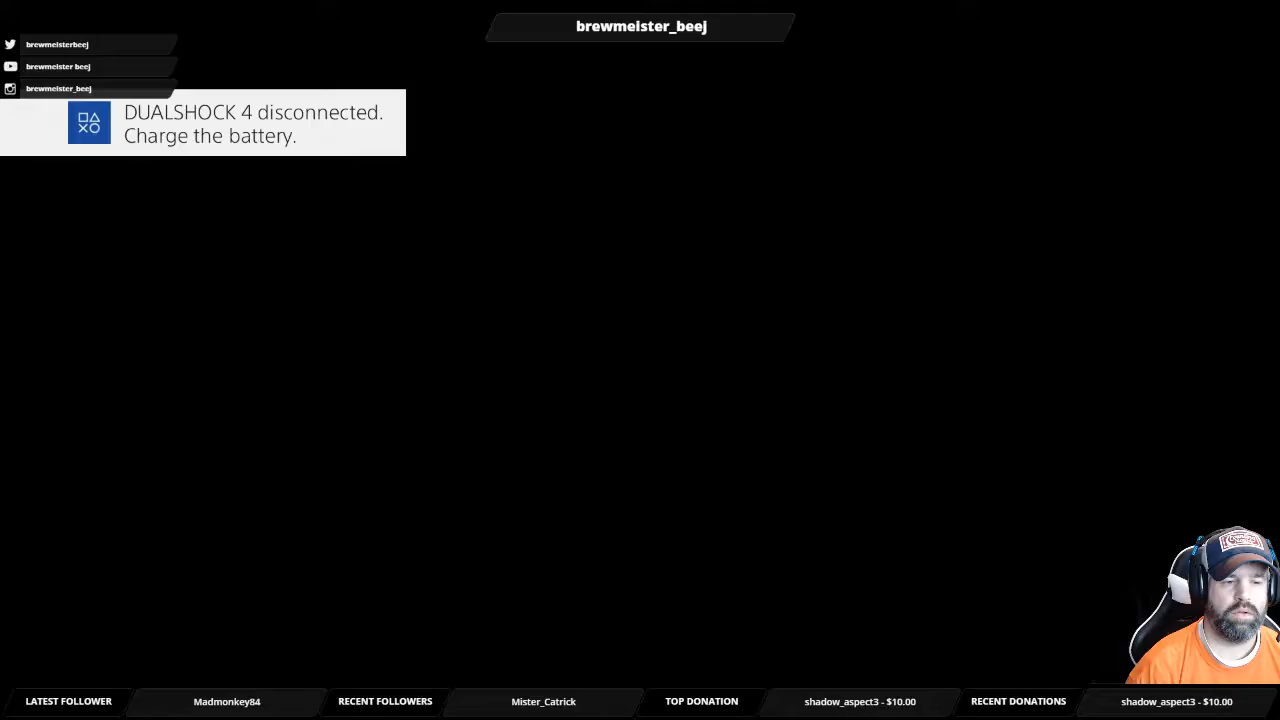 brewmeister_beej
brewmeisterbeej
brewmeister beej
brewmeister_beej
DUALSHOCK 4 disconnected.
Charge the battery.
LATEST FOLLOWER
Madmonkey84
RECENT FOLLOWERS
Mister_Catrick
TOP DONATION
shadow_aspect3 - $10.00
RECENT DONATIONS
shadow_aspect3 - $10.00